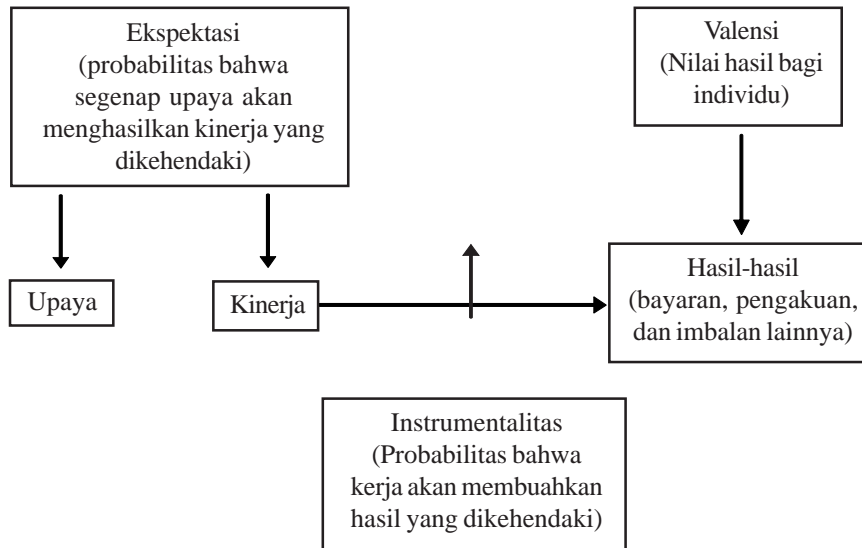 Ekspektasi
(probabilitas bahwa
segenap upaya akan
menghasilkan kinerja yang
dikehendaki)
Valensi
(Nilai hasil bagi
individu)
Upaya
Kinerja
Hasil-hasil
(bayaran, pengakuan,
dan imbalan lainnya)
Instrumentalitas
(Probabilitas bahwa
kerja akan membuahkan
hasil yang dikehendaki)